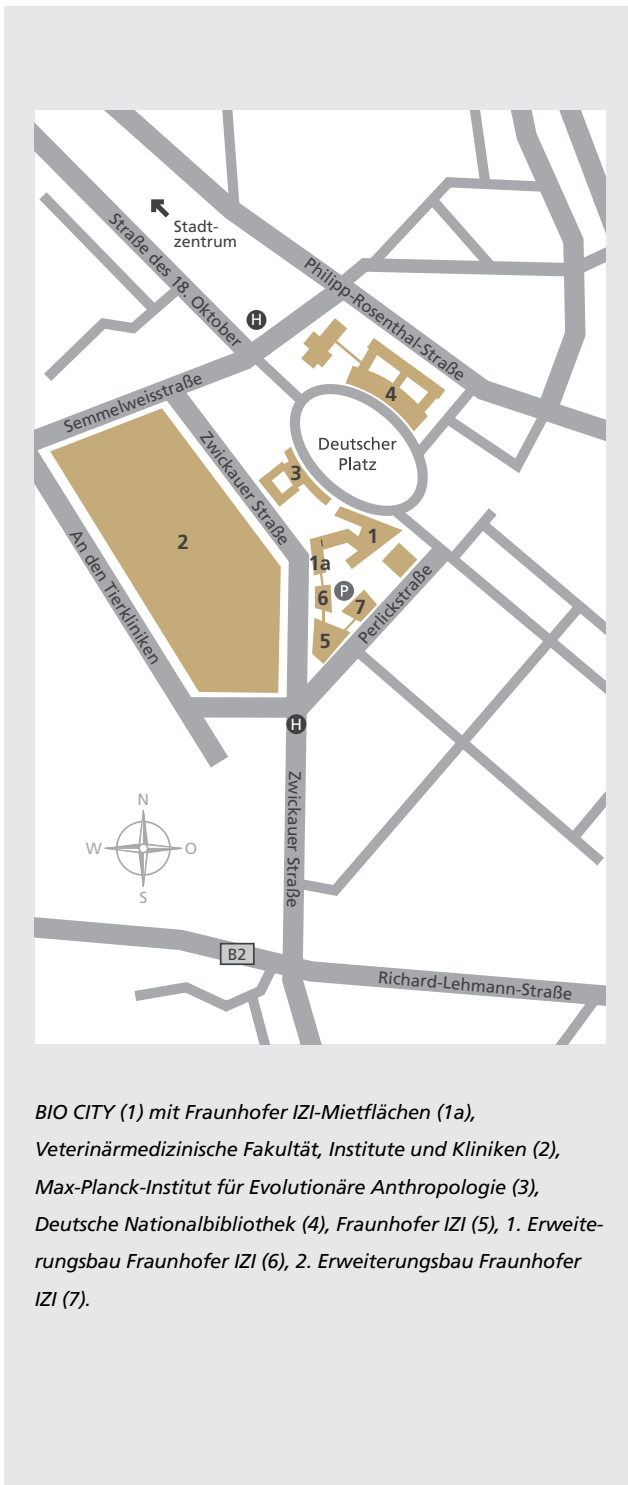 Stadt-
zentrum
Straße des 18. Oktober
H
Philipp-Rosenthal-Straße
Semmelweisstraße
4
Zwickauer Straße
Deutscher
Platz
3
2
1
1a
An den Tierkliniken
P
6
7
Perlickstraße
5
H
Zwickauer Straße
N
W
O
S
B2
Richard-Lehmann-Straße
BIO CITY (1) mit Fraunhofer IZI-Mietflächen (1a),
Veterinärmedizinische Fakultät, Institute und Kliniken (2),
Max-Planck-Institut für Evolutionäre Anthropologie (3),
Deutsche Nationalbibliothek (4), Fraunhofer IZI (5), 1. Erweite-
rungsbau Fraunhofer IZI (6), 2. Erweiterungsbau Fraunhofer
IZI (7).